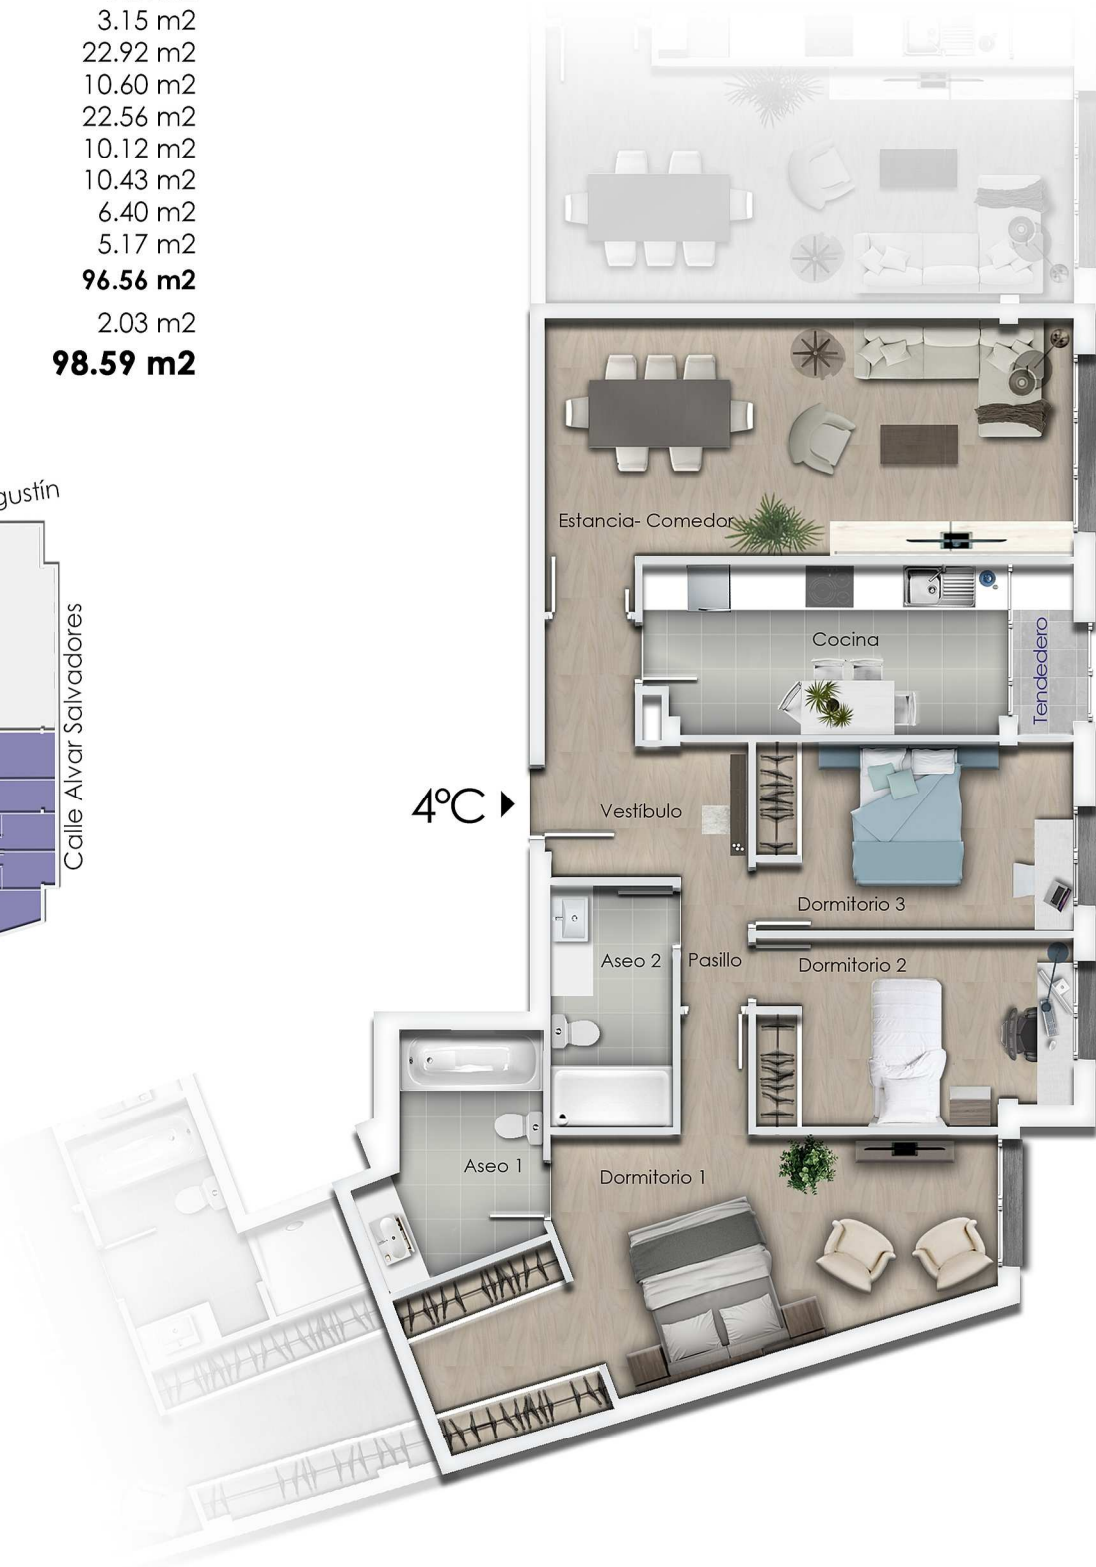 3.15 m2
22.92 m2
10.60 m2
22.56 m2
10.12 m2
10.43 m2
6.40 m2
5.17 m2
96.56 m2
2.03 m2
98.59 m2
gustín
Calle Alvar Salvadores
Estancia- Comedor
Cocina
Tendedero
4ºC
Vestíbulo
Dormitorio 3
Aseo 2
Pasillo
Dormitorio 2
Aseo 1
Dormitorio 1